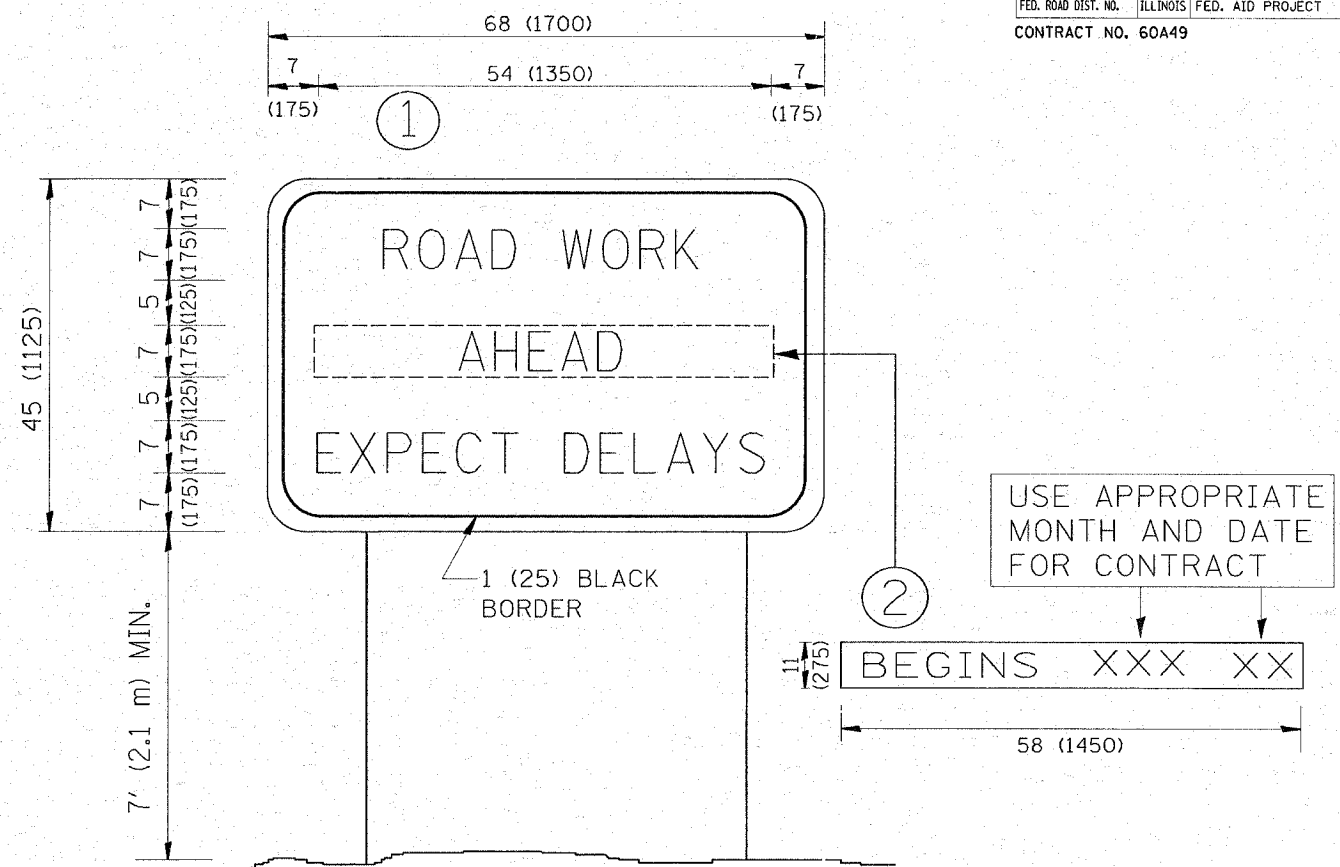 FED. ROAD DIST. NO. ILLINOIS FED. AID PROJECT
CONTRACT NO. 60A49
68 (1700)
7 54 (1350) 7
(175) (175)
1
45 (1125)
7 (175)
7 (175)
5 (125)
7 (175)
5 (125)
7 (175)
7 (175)
ROAD WORK
AHEAD
EXPECT DELAYS
1 (25) BLACK
BORDER
7' (2.1 m) MIN.
2
USE APPROPRIATE
MONTH AND DATE
FOR CONTRACT
11 (275)
BEGINS XXX XX
58 (1450)